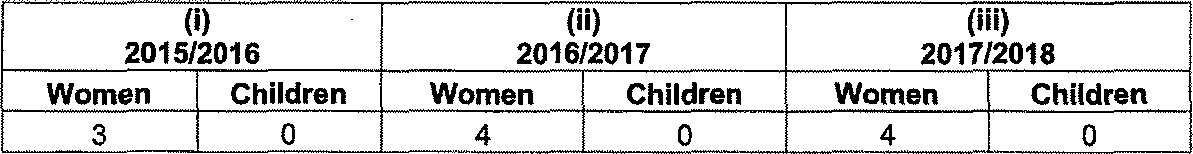 (i) (ii) (iii)
2015/2016 2016/2017 2017/2018
Women Children Women Children Women Children
3 0 4 0 4 0